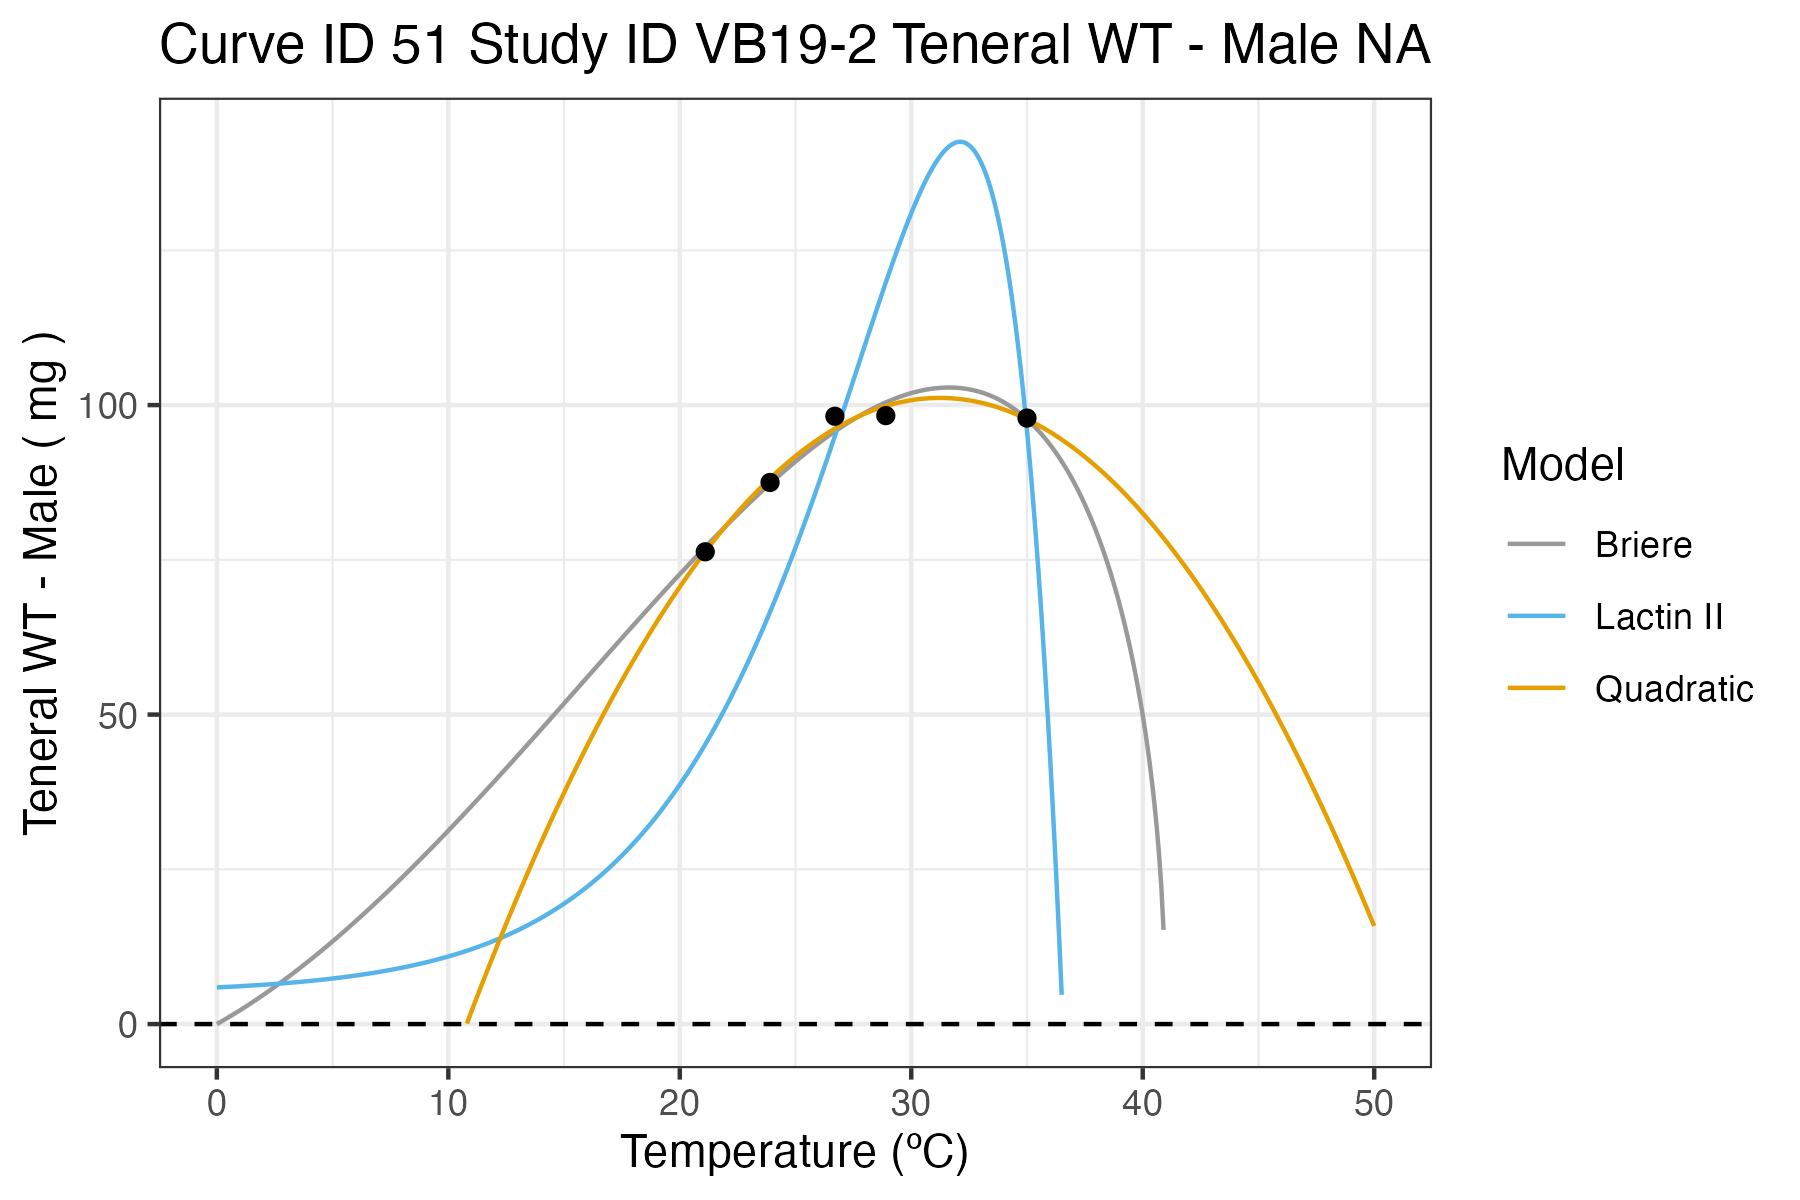 Curve ID 51 Study ID VB19-2 Teneral WT - Male NA
Teneral WT - Male ( mg )
100
50
0
0 10 20 30 40 50
Temperature (ºC)
Model
Briere
Lactin II
Quadratic